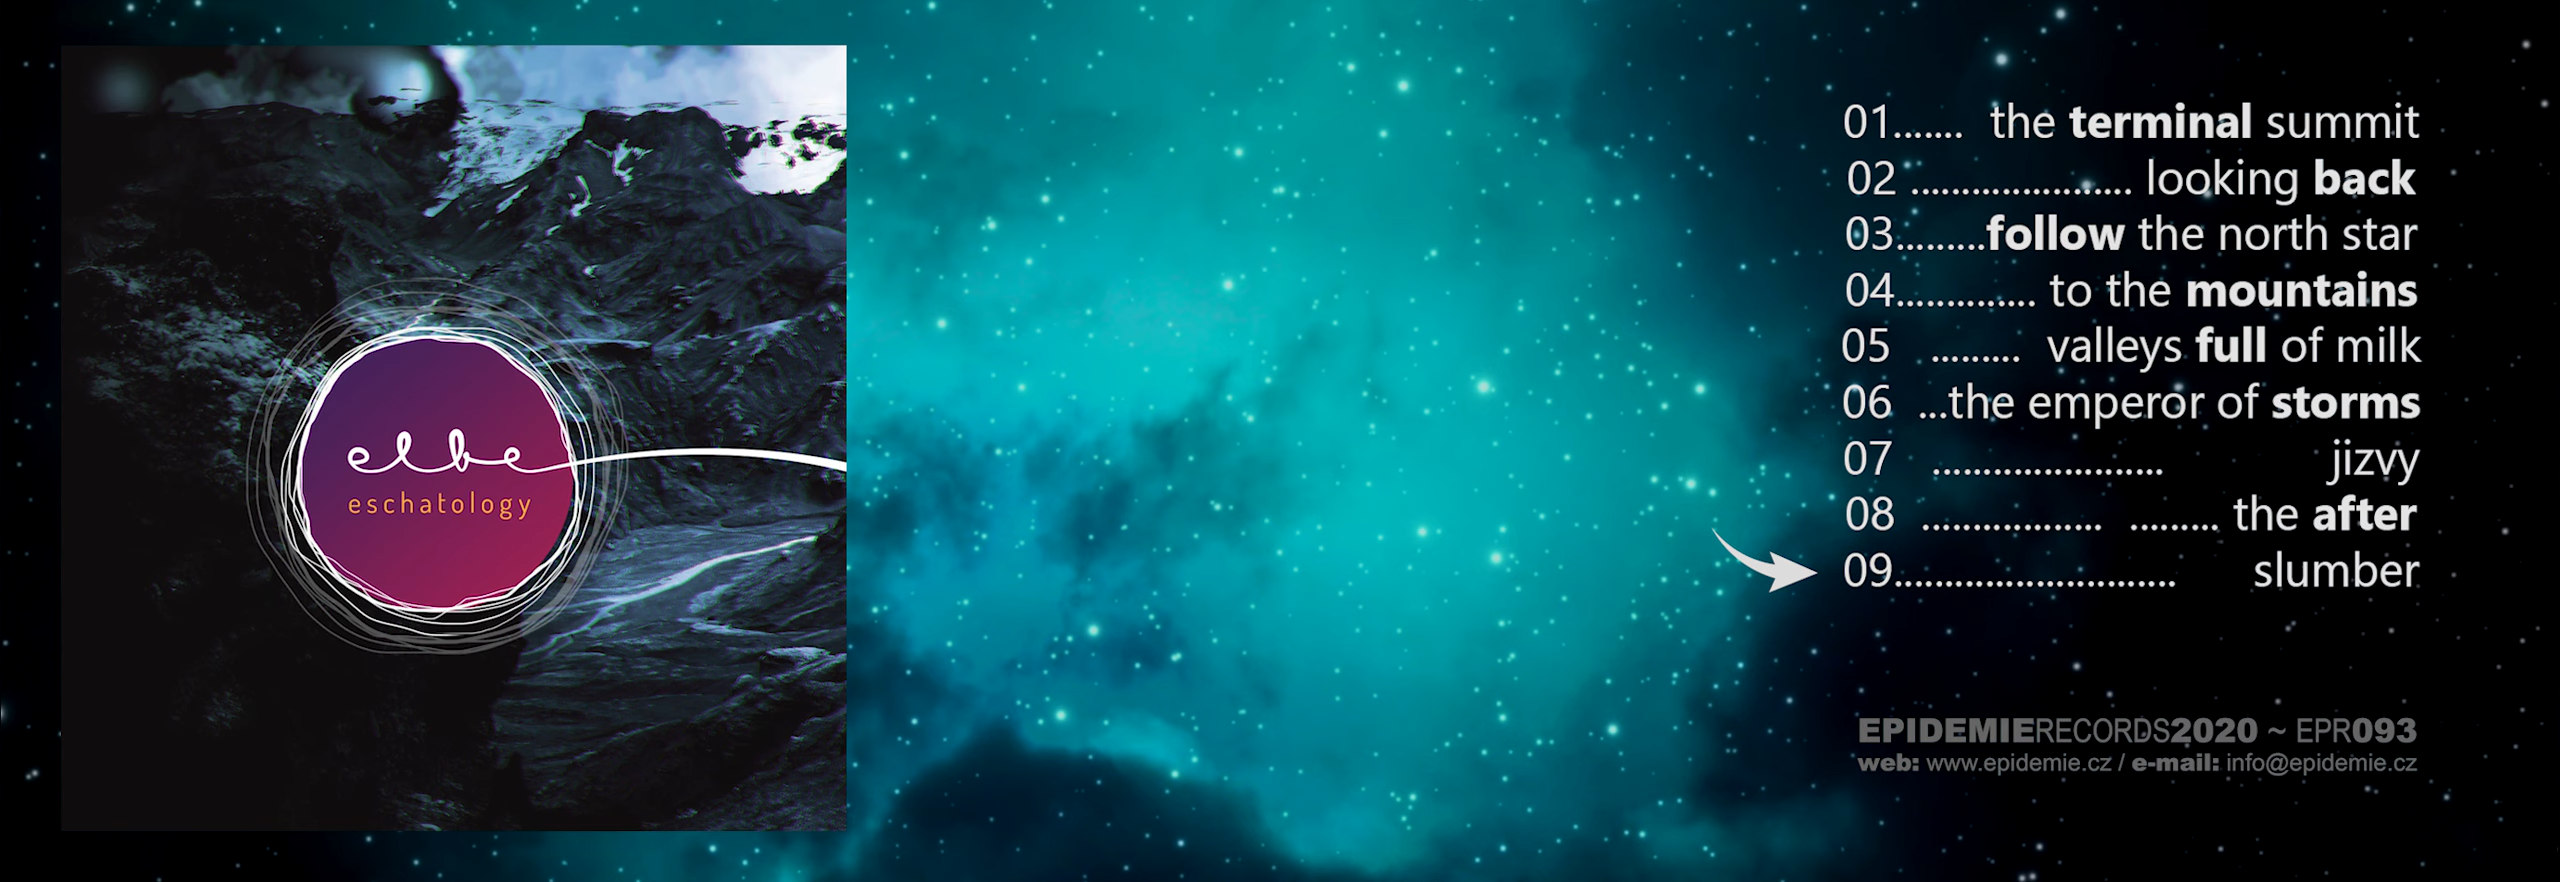 elbe
eschatology
01....... the terminal summit
02 ...................... looking back
03.........follow the north star
04.............. to the mountains
05 ......... valleys full of milk
06 ...the emperor of storms
07 ....................... jizvy
08 .................. ......... the after
09............................ slumber
EPIDEMIERECORDS2020 ~ EPR093
web: www.epidemie.cz / e-mail: info@epidemie.cz